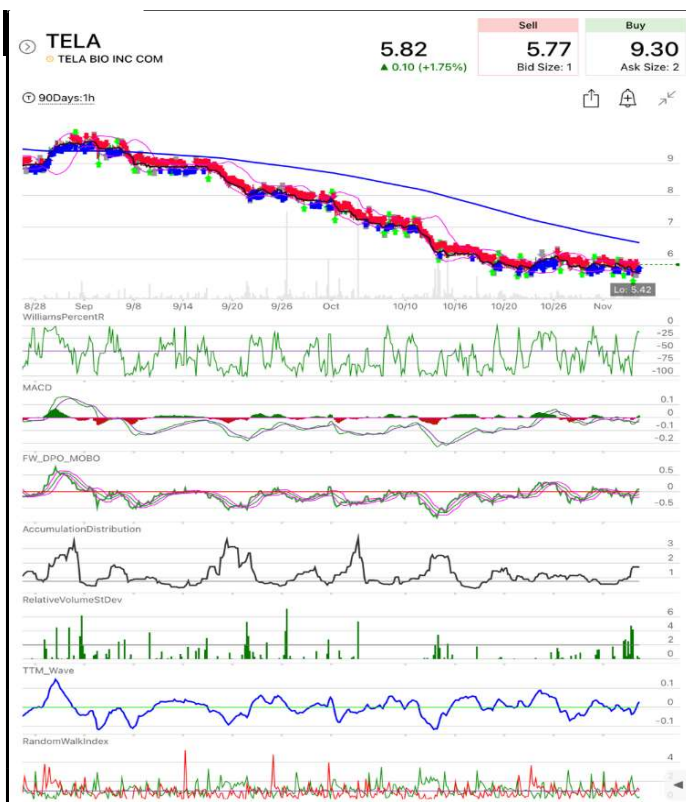 TELA
TELA BIO INC COM
5.82
▲ 0.10 (+1.75%)
Sell
5.77
Bid Size: 1
Buy
9.30
Ask Size: 2
T 90Days:1h
9
8
7
6
Lo: 5.42
8/28 Sep 9/8 9/14 9/20 9/26 Oct 10/10 10/16 10/20 10/26 Nov
WilliamsPercentR
0
-25
-50
-75
-100
MACD
0.1
0
-0.1
-0.2
FW_DPO_MOBO
0.5
0
-0.5
AccumulationDistribution
3
2
1
RelativeVolumeStDev
6
4
2
0
TTM_Wave
0.1
0
-0.1
RandomWalkIndex
4
2
0